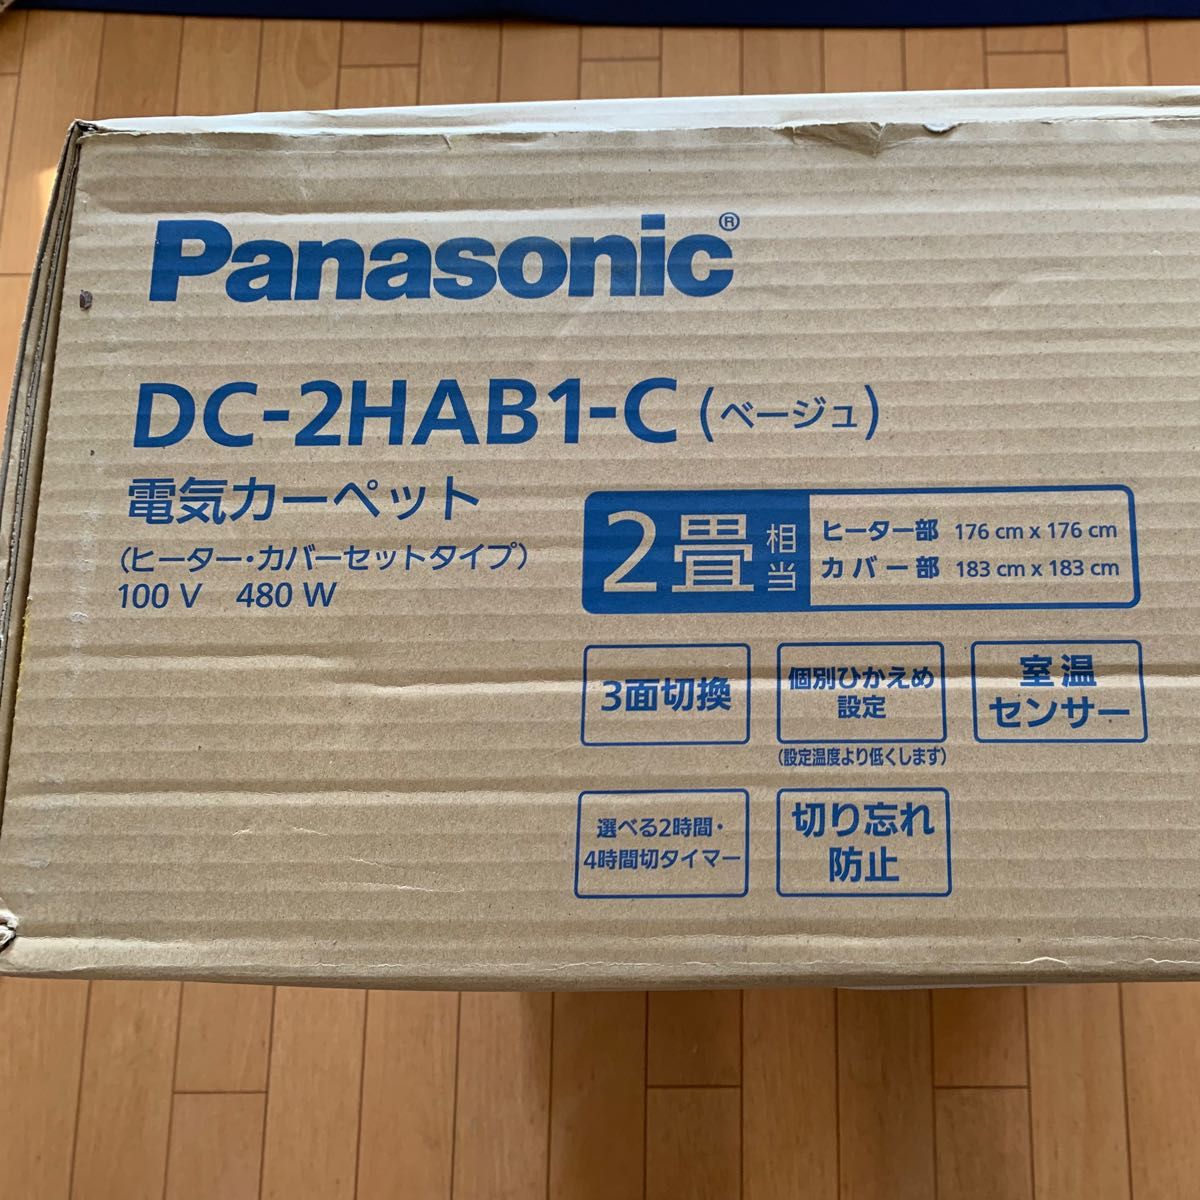 Panasonic®
DC-2HAB1-C (ベージュ)
電気カーペット
(ヒーター・カバーセットタイプ)
100 V 480 W
2畳相当
ヒーター部 176 cm x 176 cm
カバー部 183 cm x 183 cm
3面切換
個別ひかえめ
設定
(設定温度より低くします)
室温
センサー
選べる2時間・
4時間切タイマー
切り忘れ
防止